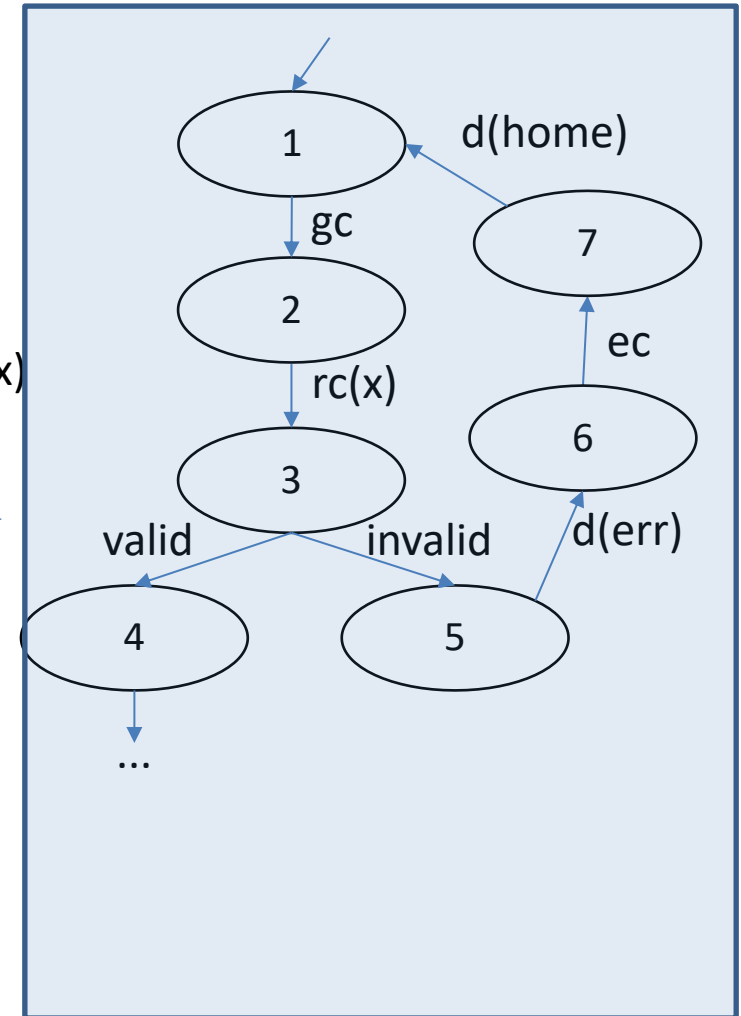 1
d(home)
gc
7
2
ec
x)
rc(x)
6
3
valid
invalid
d(err)
4
5
...